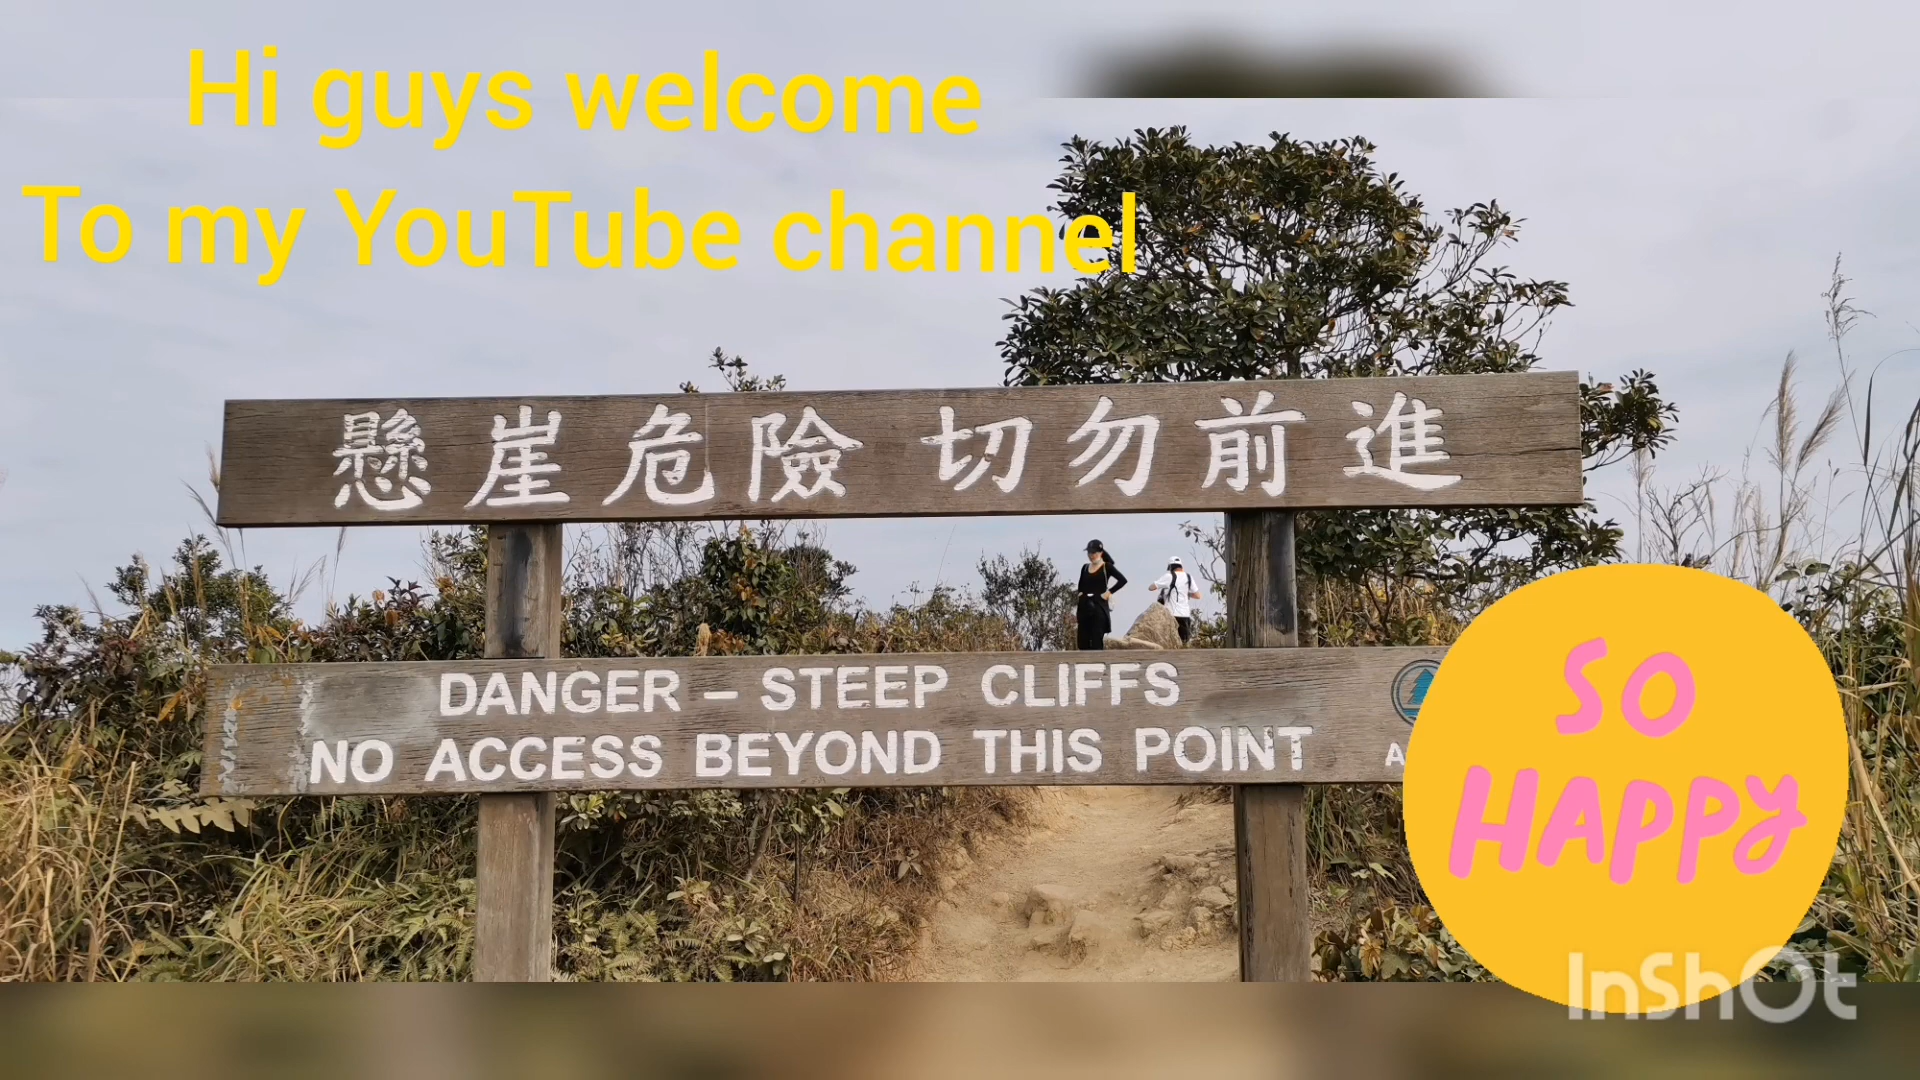 Hi guys welcome
To my YouTube channel
懸崖危險 切勿前進
DANGER – STEEP CLIFFS
NO ACCESS BEYOND THIS POINT
SO
HAPPY
InShOt